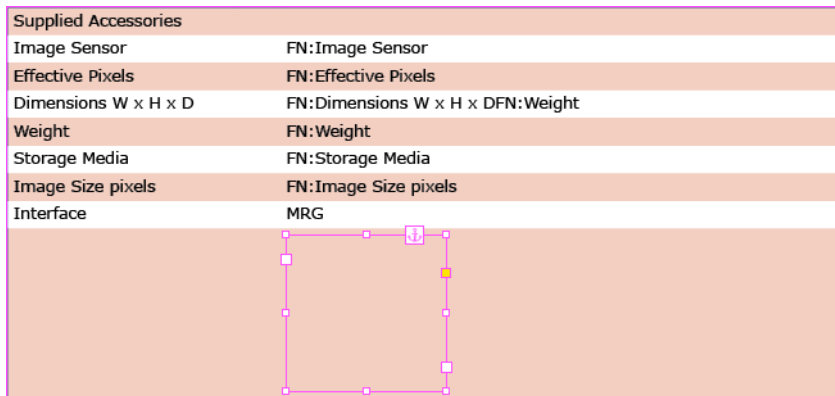 Supplied Accessories
Image Sensor FN:Image Sensor
Effective Pixels FN:Effective Pixels
Dimensions W x H x D FN:Dimensions W x H x DFN:Weight
Weight FN:Weight
Storage Media FN:Storage Media
Image Size pixels FN:Image Size pixels
Interface MRG